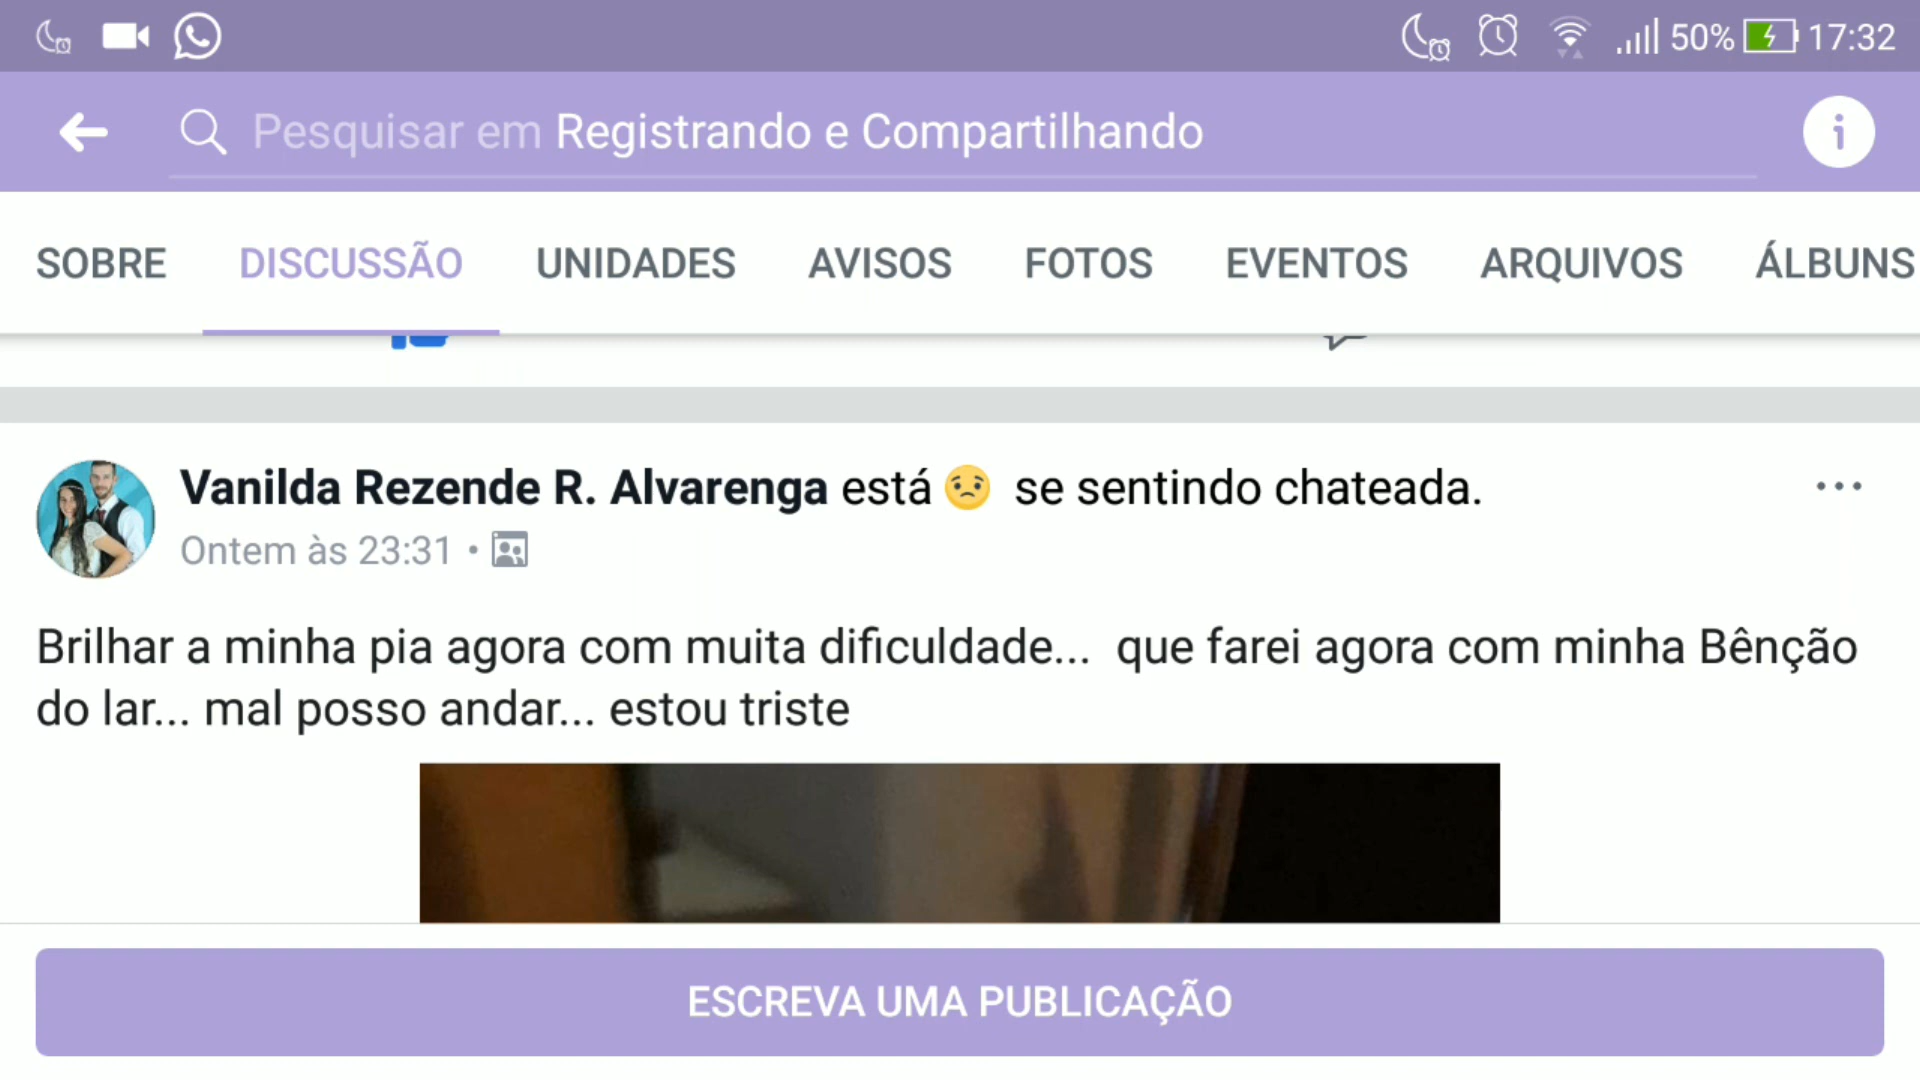 50% 17:32
Pesquisar em Registrando e Compartilhando
SOBRE DISCUSSÃO UNIDADES AVISOS FOTOS EVENTOS ARQUIVOS ÁLBUNS
Vanilda Rezende R. Alvarenga está 😟 se sentindo chateada.
Ontem às 23:31 •
Brilhar a minha pia agora com muita dificuldade... que farei agora com minha Bênção
do lar... mal posso andar... estou triste
ESCREVA UMA PUBLICAÇÃO